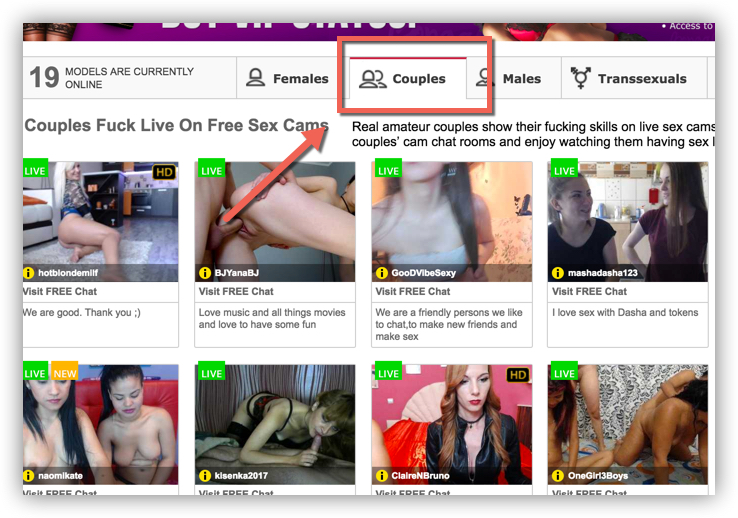 • Access to
19
MODELS ARE CURRENTLY
ONLINE
Females
Couples
Males
Transsexuals
Couples Fuck Live On Free Sex Cams
Real amateur couples show their fucking skills on live sex cams
couples' cam chat rooms and enjoy watching them having sex l
LIVE
HD
LIVE
LIVE
LIVE
hotblondemilf
BJYanaBJ
GooDVibeSexy
mashadasha123
Visit FREE Chat
Visit FREE Chat
Visit FREE Chat
Visit FREE Chat
We are good. Thank you ;)
Love music and all things movies
and love to have some fun
We are a friendly persons we like
to chat,to make new friends and
make sex
I love sex with Dasha and tokens
LIVE NEW
LIVE
LIVE
HD
LIVE
naomikate
kisenka2017
ClaireNBruno
OneGirl3Boys
Visit FREE Chat
Visit FREE Chat
Visit FREE Chat
Visit FREE Chat